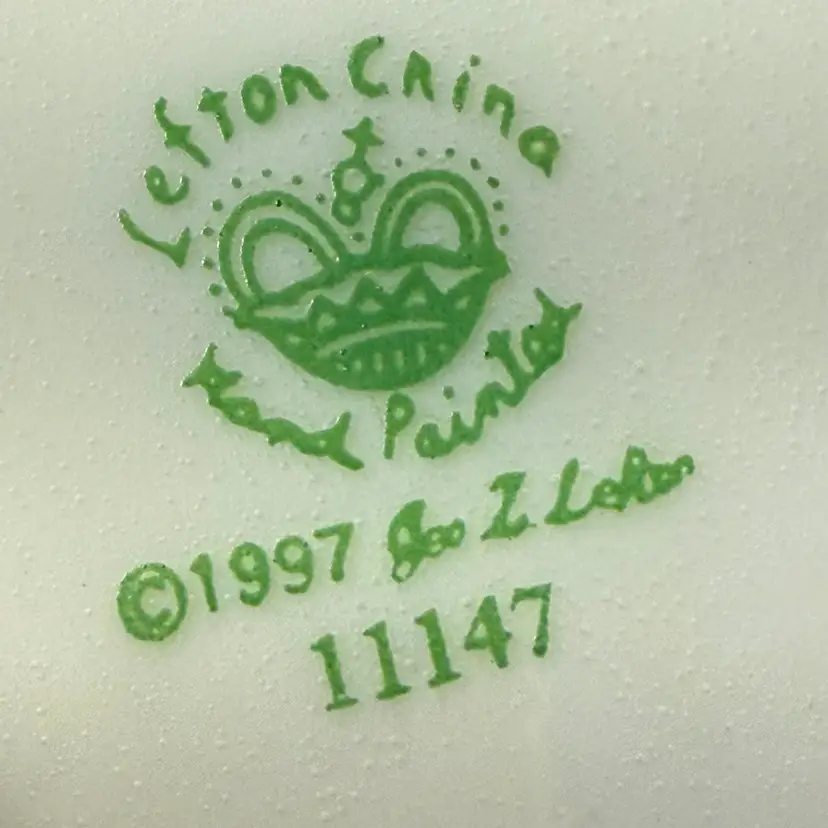 Lefton China
Hand Painted
©1997 Geo Z Lefton
11147